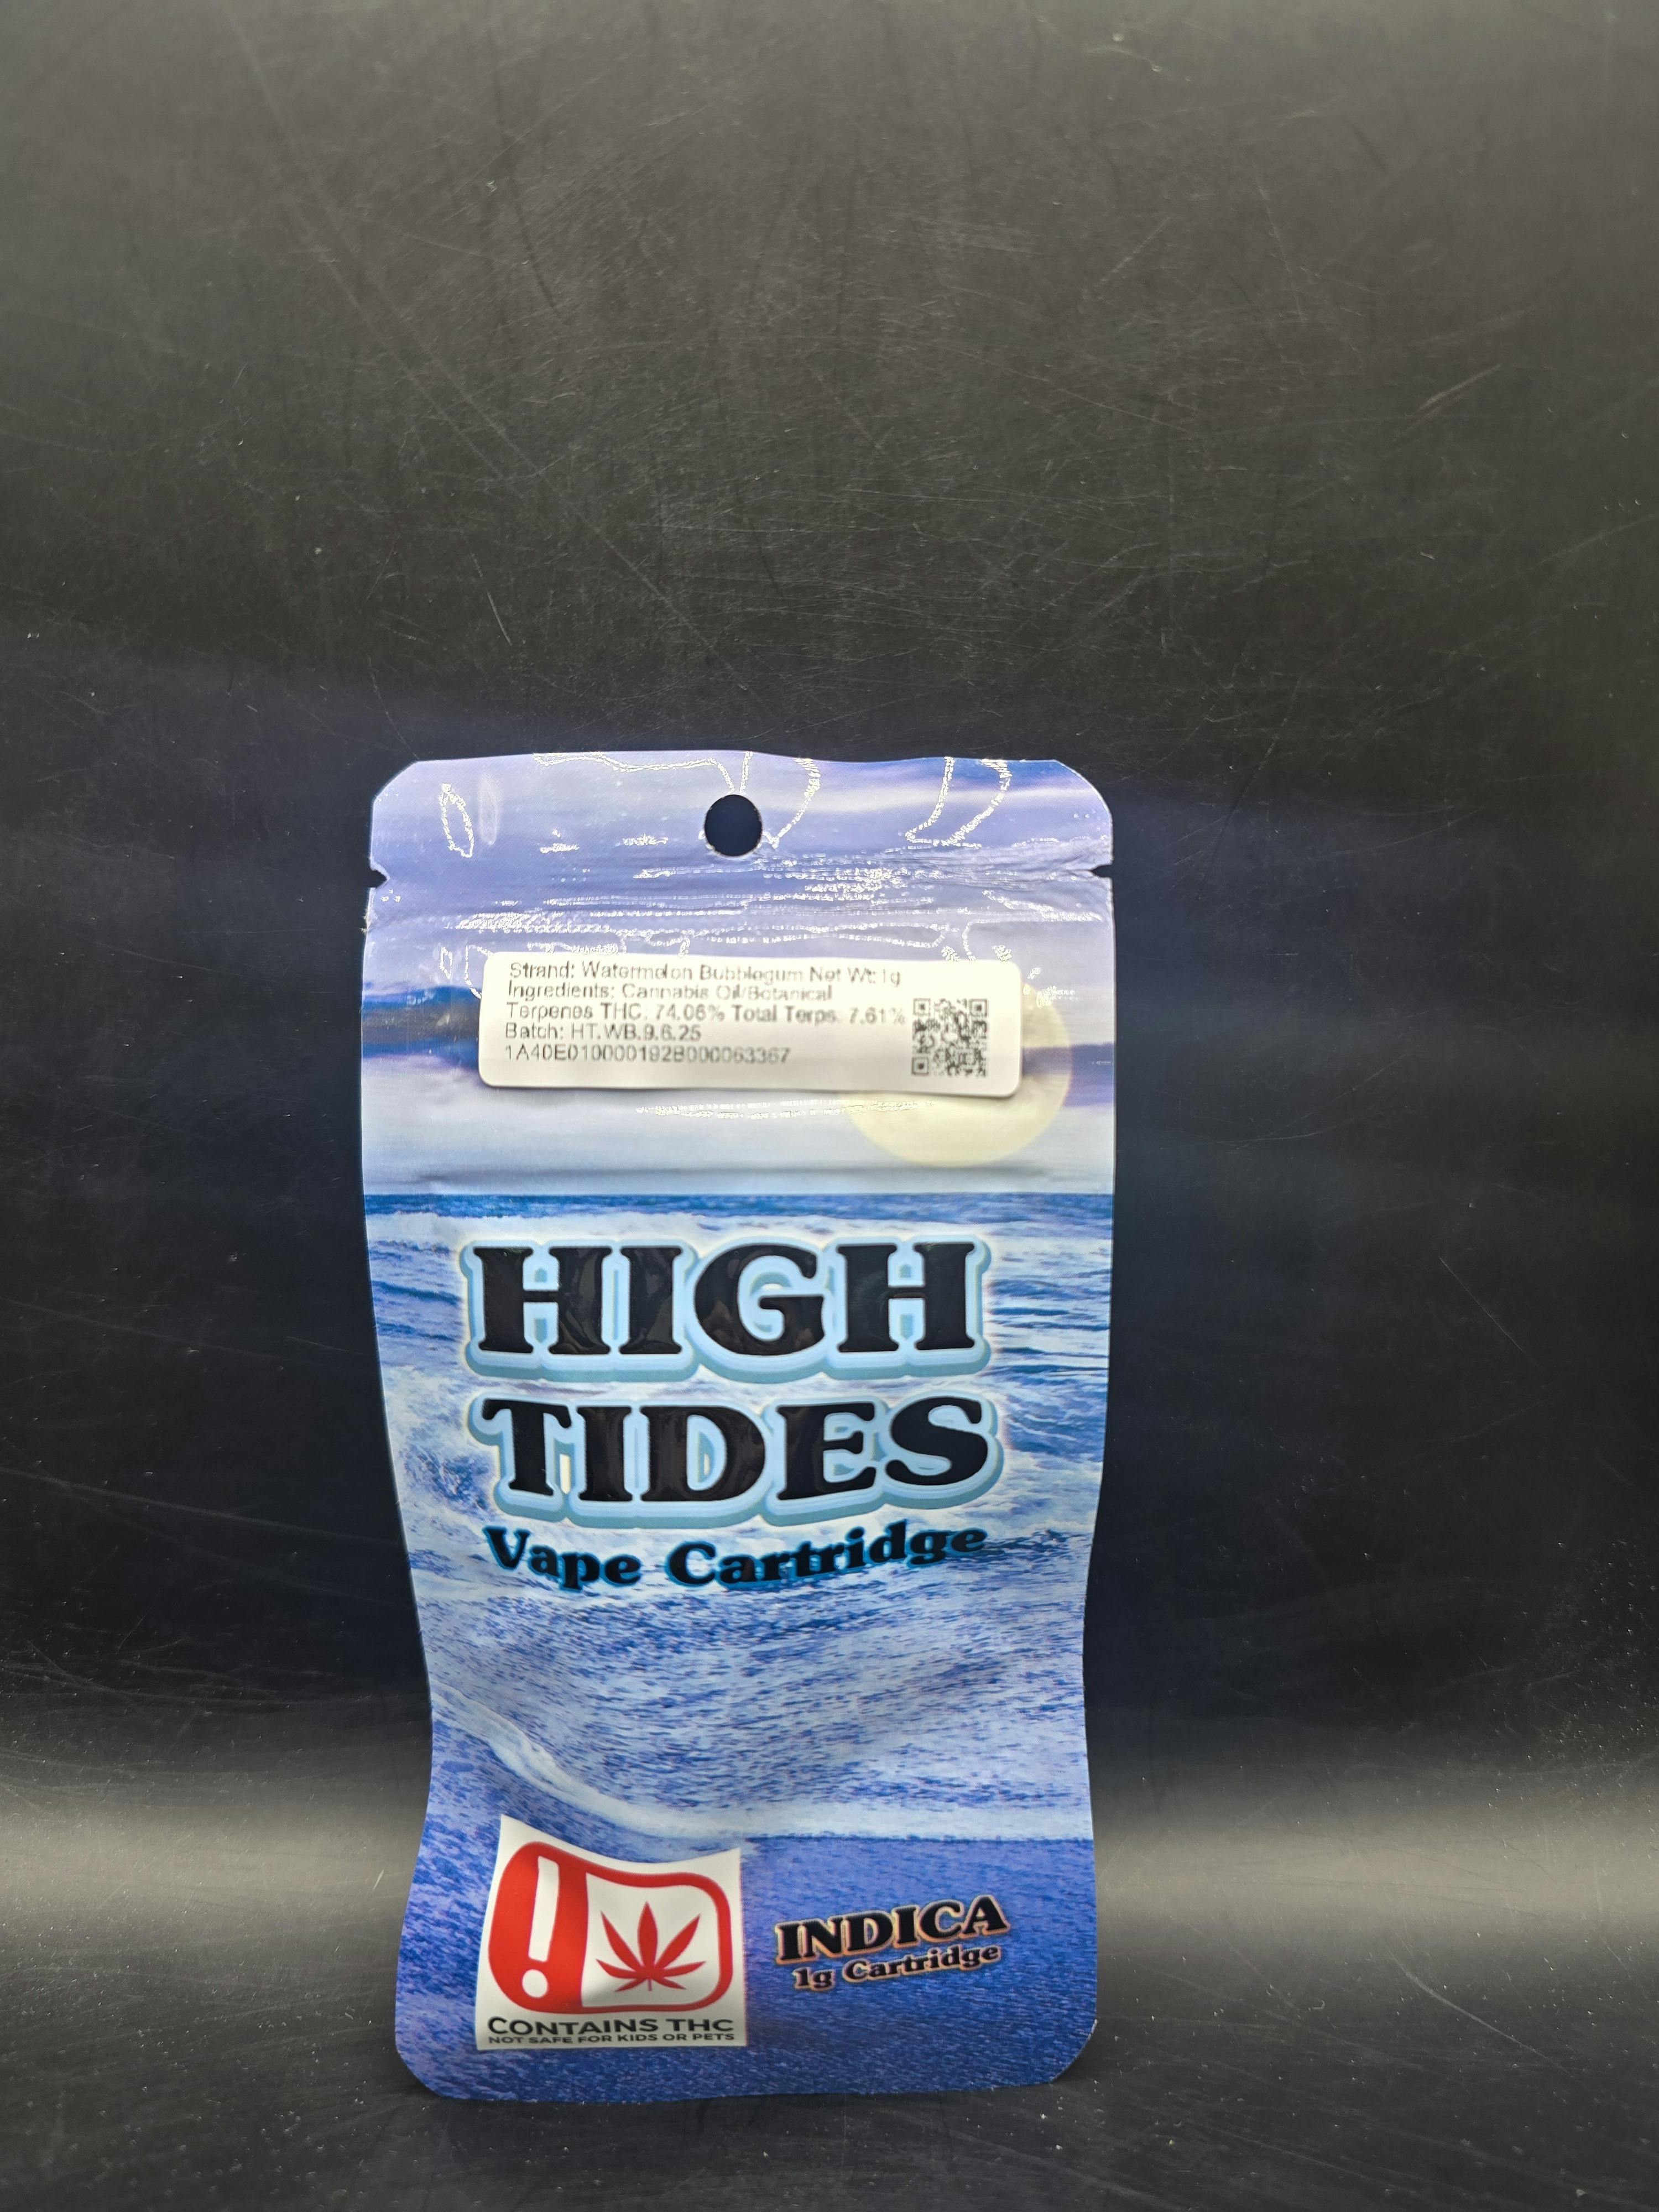 Strand: Watermelon Bubblegum Net Wt:1g
Ingredients: Cannabis Oil/Botanical
Terpenes THC: 74.06% Total Terps: 7.61%
Batch: HT.WB.9.6.25
1A40E010000192B000063367
HIGH
TIDES
Vape Cartridge
INDICA
1g Cartridge
CONTAINS THC
NOT SAFE FOR KIDS OR PETS